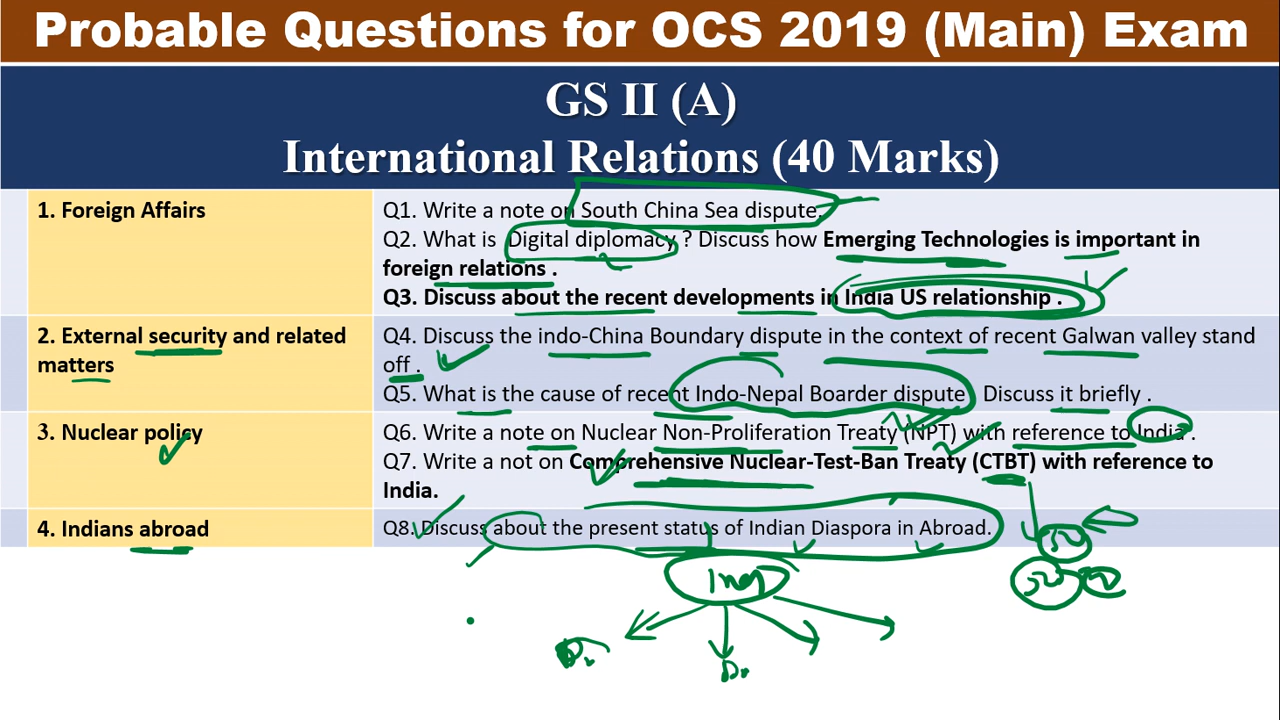 Probable Questions for OCS 2019 (Main) Exam
GS II (A)
International Relations (40 Marks)
1. Foreign Affairs
Q1. Write a note on South China Sea dispute.
Q2. What is Digital diplomacy ? Discuss how Emerging Technologies is important in
foreign relations .
Q3. Discuss about the recent developments in India US relationship .
2. External security and related
matters
Q4. Discuss the indo-China Boundary dispute in the context of recent Galwan valley stand
off .
Q5. What is the cause of recent Indo-Nepal Boarder dispute Discuss it briefly .
3. Nuclear policy
Q6. Write a note on Nuclear Non-Proliferation Treaty (NPT) with reference to India .
Q7. Write a not on Comprehensive Nuclear-Test-Ban Treaty (CTBT) with reference to
India.
4. Indians abroad
Q8. Discuss about the present status of Indian Diaspora in Abroad.